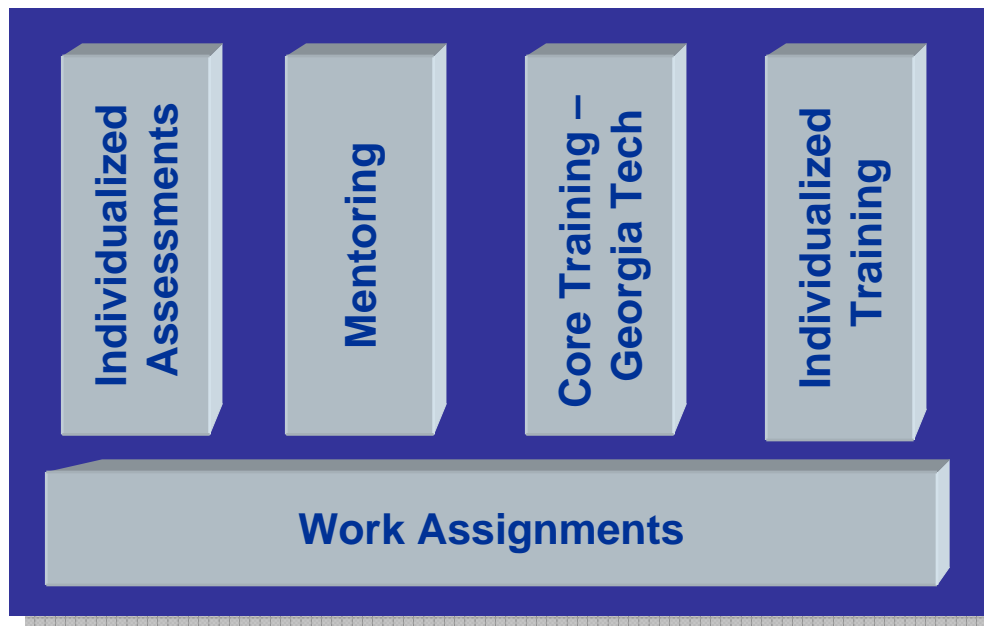 Individualized
Assessments
Mentoring
Core Training –
Georgia Tech
Individualized
Training
Work Assignments